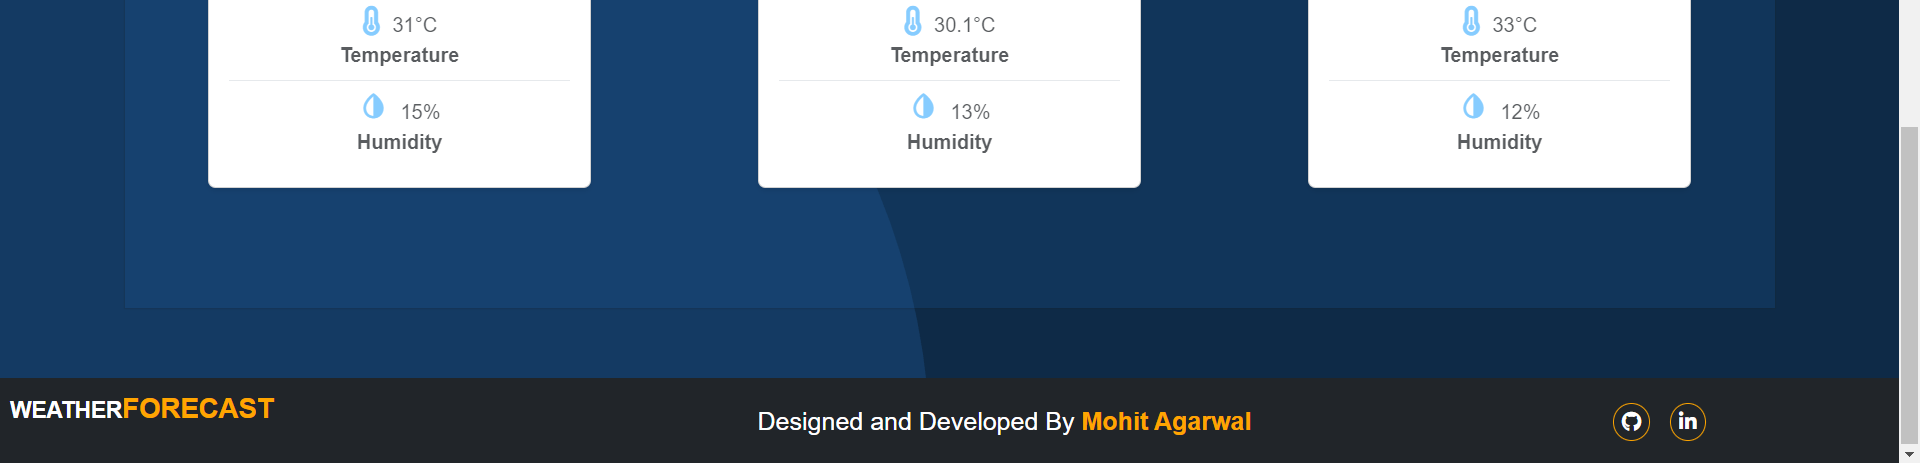 31°C
Temperature
15%
Humidity
30.1°C
Temperature
13%
Humidity
33°C
Temperature
12%
Humidity
WEATHERFORECAST
Designed and Developed By Mohit Agarwal
in